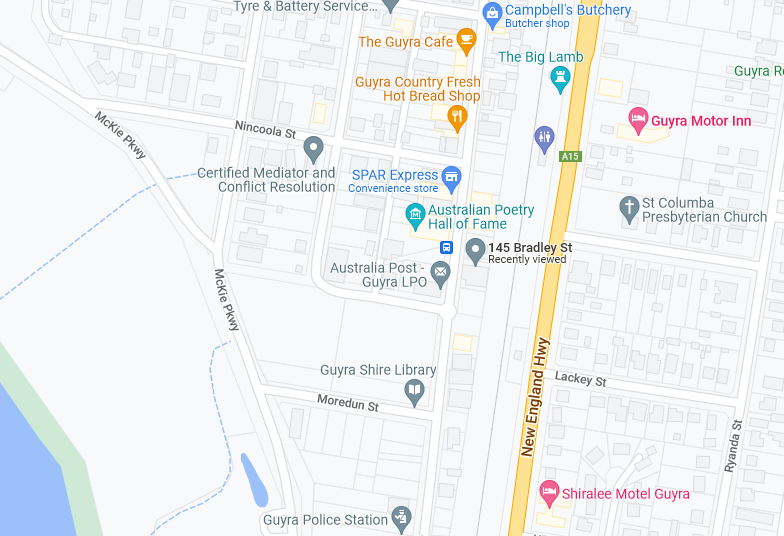 Tyre & Battery Service...
Campbell's Butchery
Butcher shop
The Guyra Cafe
The Big Lamb
Guyra Country Fresh
Hot Bread Shop
Guyra
Guyra Motor Inn
McKie Pkwy
Nincoola St
A15
Certified Mediator and
Conflict Resolution
SPAR Express
Convenience store
Australian Poetry
Hall of Fame
St Columba
Presbyterian Church
145 Bradley St
Recently viewed
Australia Post -
Guyra LPO
McKie Pkwy
New England Hwy
Guyra Shire Library
Lackey St
Moredun St
Ryanda St
Shiralee Motel Guyra
Guyra Police Station